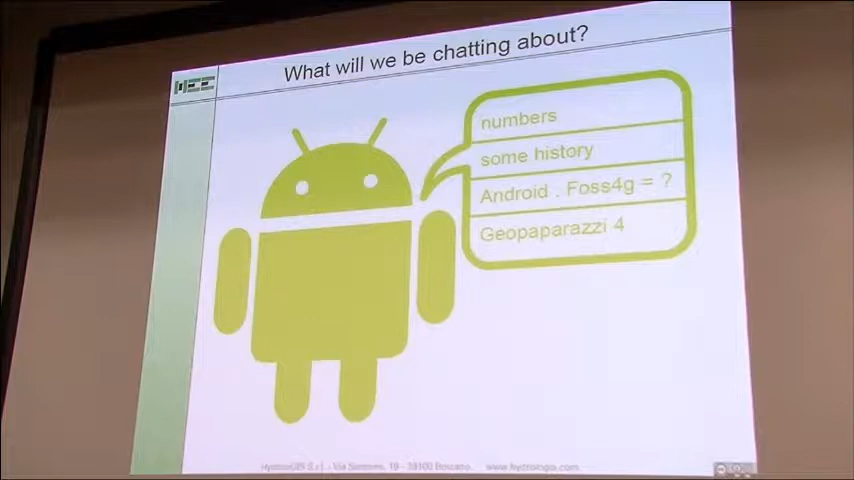 What will we be chatting about?
numbers
some history
Android . Foss4g = ?
Geopaparazzi 4
HydroloGIS S.r.l. - Via Siemens, 19 - 39100 Bolzano www.hydrologis.com